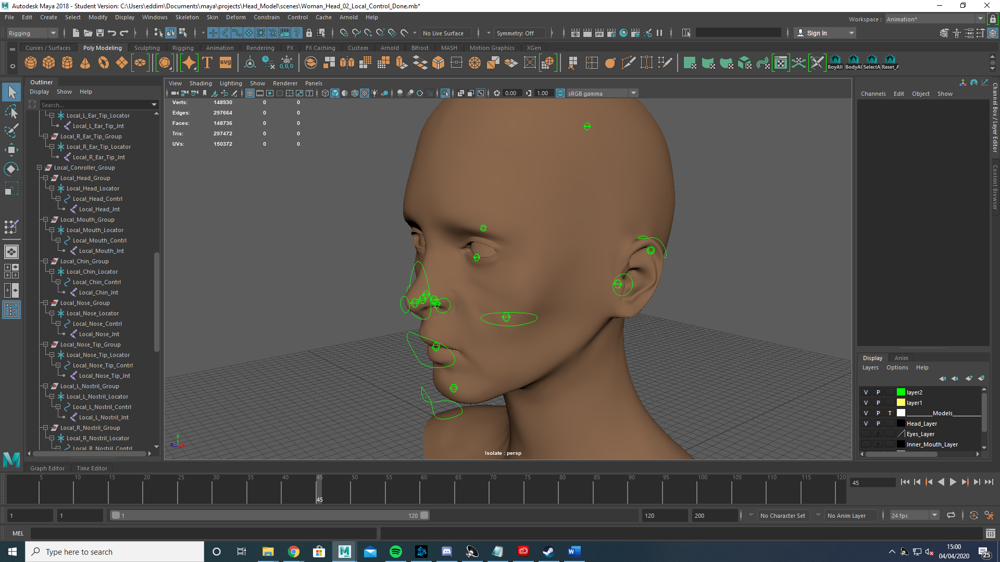 Autodesk Maya 2018 - Student Version: C:\Users\eddim\Documents\maya\projects\Head_Model\scenes\Woman_Head_02_Local_Control_Done.mb*
File Edit Create Select Modify Display Windows Skeleton Skin Deform Constrain Control Cache Arnold Help
Workspace : Animation*
Rigging No Live Surface Symmetry: Off Sign In
Curves / Surfaces Poly Modeling Sculpting Rigging Animation Rendering FX FX Caching Custom Arnold Bifrost MASH Motion Graphics XGen
T svg 0,0,0 BoyAll BodyAl SelectA Reset_A
Outliner
Display Show Help
Search...
Local_L_Ear_Tip_Locator
Local_L_Ear_Tip_Jnt
Local_R_Ear_Tip_Group
Local_R_Ear_Tip_Locator
Local_R_Ear_Tip_Jnt
Local_Conroller_Group
Local_Head_Group
Local_Head_Locator
Local_Head_Contrl
Local_Head_Jnt
Local_Mouth_Group
Local_Mouth_Locator
Local_Mouth_Contrl
Local_Mouth_Jnt
Local_Chin_Group
Local_Chin_Locator
Local_Chin_Contrl
Local_Chin_Jnt
Local_Nose_Group
Local_Nose_Locator
Local_Nose_Contrl
Local_Nose_Jnt
Local_Nose_Tip_Group
Local_Nose_Tip_Locator
Local_Nose_Tip_Contrl
Local_Nose_Tip_Jnt
Local_L_Nostril_Group
Local_L_Nostril_Locator
Local_L_Nostril_Contrl
Local_L_Nostril_Jnt
Local_R_Nostril_Group
Local_R_Nostril_Locator
Local_R_Nostril_Contrl
View Shading Lighting Show Renderer Panels
0.00 1.00 ON sRGB gamma
Verts: 148930 0 0
Edges: 297664 0 0
Faces: 148736 0 0
Tris: 297472 0 0
UVs: 150372 0 0
y
z x
Isolate : persp
Channels Edit Object Show
Channel Box / Layer Editor
Content Browser
Display Anim
Layers Options Help
V P layer2
V P layer1
V P T _________Models__________
V P Head_Layer
P Eyes_Layer
P Inner_Mouth_Layer
Graph Editor Time Editor
5 10 15 20 25 30 35 40 45 50 55 60 65 70 75 80 85 90 95 100 105 110 115 120
45
45
1 1 1 120 120 200 No Character Set No Anim Layer 24 fps
MEL
Type here to search
15:00
04/04/2020
25